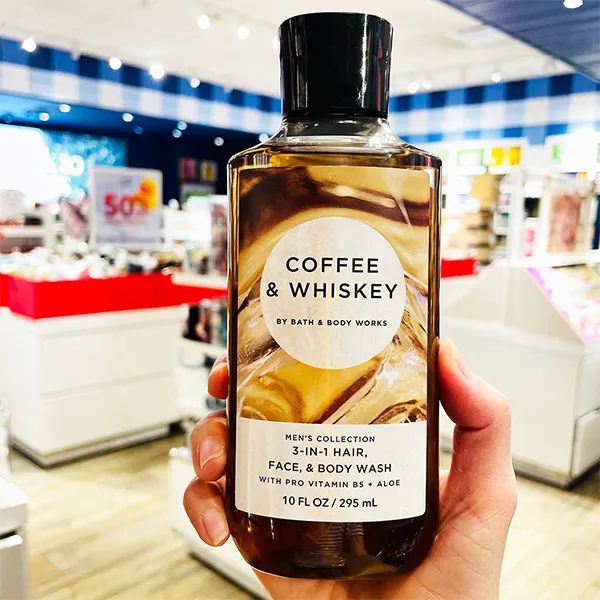 50%
COFFEE
& WHISKEY
BY BATH & BODY WORKS
MEN'S COLLECTION
3-IN-1 HAIR,
FACE, & BODY WASH
WITH PRO VITAMIN B5 + ALOE
10 FL OZ / 295 mL